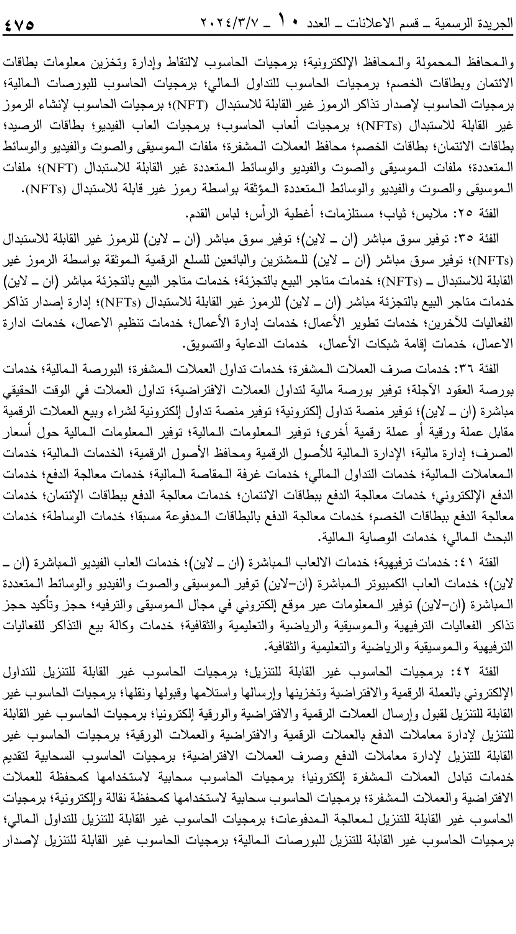 الجريدة الرسمية ــ قسم الاعلانات ــ العدد ١٠ ــ ٢٠٢٤/٣/٧
٤٧٥
والمحافظ المحمولة والمحافظ الإلكترونية؛ برمجيات الحاسوب لالتقاط وإدارة وتخزين معلومات بطاقات
الائتمان وبطاقات الخصم؛ برمجيات الحاسوب للتداول المالي؛ برمجيات الحاسوب للبورصات المالية؛
برمجيات الحاسوب لإصدار تذاكر الرموز غير القابلة للاستبدال (NFT)؛ برمجيات الحاسوب لإنشاء الرموز
غير القابلة للاستبدال (NFTs)؛ برمجيات ألعاب الحاسوب؛ برمجيات العاب الفيديو؛ بطاقات الرصيد؛
بطاقات الائتمان؛ بطاقات الخصم؛ محافظ العملات المشفرة؛ ملفات الموسيقى والصوت والفيديو والوسائط
المتعددة؛ ملفات الموسيقى والصوت والفيديو والوسائط المتعددة غير القابلة للاستبدال (NFT)؛ ملفات
الموسيقى والصوت والفيديو والوسائط المتعددة المؤثقة بواسطة رموز غير قابلة للاستبدال (NFTs).
الفئة ٢٥: ملابس؛ ثياب؛ مستلزمات؛ أغطية الرأس؛ لباس القدم.
الفئة ٣٥: توفير سوق مباشر (ان ــ لاين)؛ توفير سوق مباشر (ان ــ لاين) للرموز غير القابلة للاستبدال
(NFTs)؛ توفير سوق مباشر (ان ــ لاين) للمشترين والبائعين للسلع الرقمية الموثقة بواسطة الرموز غير
القابلة للاستبدال ــ (NFTs)؛ خدمات متاجر البيع بالتجزئة؛ خدمات متاجر البيع بالتجزئة مباشر (ان ــ لاين)
خدمات متاجر البيع بالتجزئة مباشر (ان ــ لاين) للرموز غير القابلة للاستبدال (NFTs)؛ إدارة إصدار تذاكر
الفعاليات للآخرين؛ خدمات تطوير الأعمال؛ خدمات إدارة الأعمال؛ خدمات تنظيم الاعمال، خدمات ادارة
الاعمال، خدمات إقامة شبكات الأعمال، خدمات الدعاية والتسويق.
الفئة ٣٦: خدمات صرف العملات المشفرة؛ خدمات تداول العملات المشفرة؛ البورصة المالية؛ خدمات
بورصة العقود الآجلة؛ توفير بورصة مالية لتداول العملات الافتراضية؛ تداول العملات في الوقت الحقيقي
مباشرة (ان ــ لاين)؛ توفير منصة تداول إلكترونية؛ توفير منصة تداول إلكترونية لشراء وبيع العملات الرقمية
مقابل عملة ورقية أو عملة رقمية أخرى؛ توفير المعلومات المالية؛ توفير المعلومات المالية حول أسعار
الصرف؛ إدارة مالية؛ الإدارة المالية للأصول الرقمية ومحافظ الأصول الرقمية؛ الخدمات المالية؛ خدمات
المعاملات المالية؛ خدمات التداول المالي؛ خدمات غرفة المقاصة المالية؛ خدمات معالجة الدفع؛ خدمات
الدفع الإلكتروني؛ خدمات معالجة الدفع ببطاقات الائتمان؛ خدمات معالجة الدفع ببطاقات الإئتمان؛ خدمات
معالجة الدفع ببطاقات الخصم؛ خدمات معالجة الدفع بالبطاقات المدفوعة مسبقا؛ خدمات الوساطة؛ خدمات
البحث المالي؛ خدمات الوصاية المالية.
الفئة ٤١: خدمات ترفيهية؛ خدمات الالعاب المباشرة (ان ــ لاين)؛ خدمات العاب الفيديو المباشرة (ان ــ
لاين)؛ خدمات العاب الكمبيوتر المباشرة (ان–لاين) توفير الموسيقى والصوت والفيديو والوسائط المتعددة
المباشرة (ان–لاين) توفير المعلومات عبر موقع إلكتروني في مجال الموسيقى والترفيه؛ حجز وتأكيد حجز
تذاكر الفعاليات الترفيهية والموسيقية والرياضية والتعليمية والثقافية؛ خدمات وكالة بيع التذاكر للفعاليات
الترفيهية والموسيقية والرياضية والتعليمية والثقافية.
الفئة ٤٢: برمجيات الحاسوب غير القابلة للتنزيل؛ برمجيات الحاسوب غير القابلة للتنزيل للتداول
الإلكتروني بالعملة الرقمية والافتراضية وتخزينها وإرسالها واستلامها وقبولها ونقلها؛ برمجيات الحاسوب غير
القابلة للتنزيل لقبول وإرسال العملات الرقمية والافتراضية والورقية إلكترونيا؛ برمجيات الحاسوب غير القابلة
للتنزيل لإدارة معاملات الدفع بالعملات الرقمية والافتراضية والعملات الورقية؛ برمجيات الحاسوب غير
القابلة للتنزيل لإدارة معاملات الدفع وصرف العملات الافتراضية؛ برمجيات الحاسوب السحابية لتقديم
خدمات تبادل العملات المشفرة إلكترونيا؛ برمجيات الحاسوب سحابية لاستخدامها كمحفظة للعملات
الافتراضية والعملات المشفرة؛ برمجيات الحاسوب سحابية لاستخدامها كمحفظة نقالة وإلكترونية؛ برمجيات
الحاسوب غير القابلة للتنزيل لمعالجة المدفوعات؛ برمجيات الحاسوب غير القابلة للتنزيل للتداول المالي؛
برمجيات الحاسوب غير القابلة للتنزيل للبورصات المالية؛ برمجيات الحاسوب غير القابلة للتنزيل لإصدار